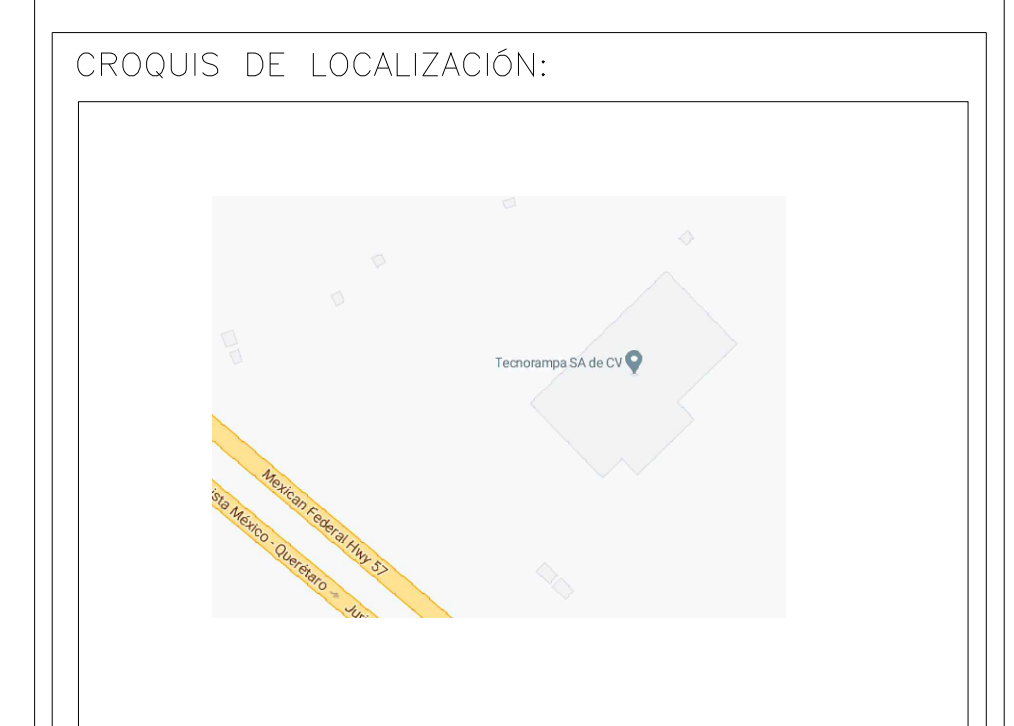 CROQUIS DE LOCALIZACIÓN:
Tecnorampa SA de CV
Mexican Federal Hwy 57
ista México - Querétaro